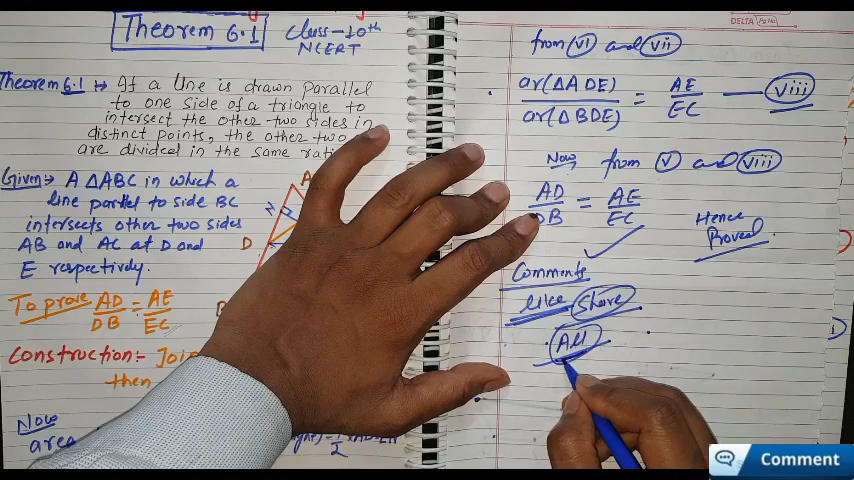 Theorem 6.1
Class-10th
NCERT
Theorem 6.1 If a line is drawn parallel
to one side of a triangle to
intersect the other two sides in
distinct points, the other two
are divided in the same
Given A ΔABC in which a
line parallel to side BC
intersects other two sides
AB and AC at D and
E respectively.
To prove AD/DB = AE/EC
Construction:- Join
then
Now
area
A
D
DELTA
from (vi) and (vii)
ar(ΔADE)/ar(ΔBDE) = AE/EC — (viii)
Now from (v) and (viii)
AD/DB = AE/EC
Hence
Proved.
Comments
like Share
All
Comment